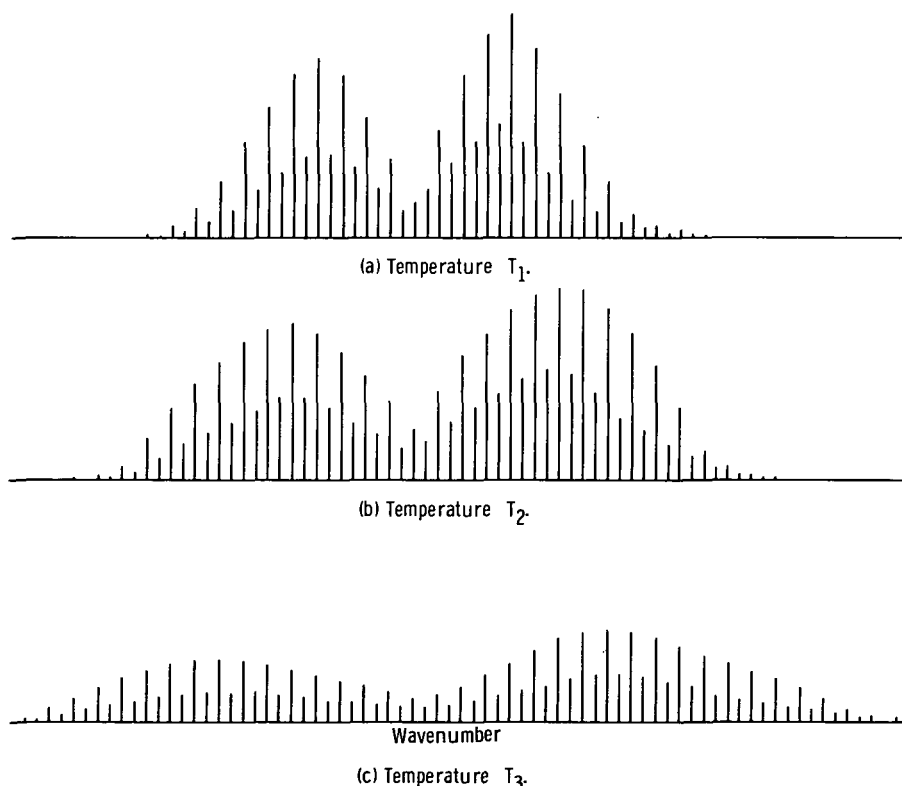 (a) Temperature T1.
(b) Temperature T2.
Wavenumber
(c) Temperature T3.